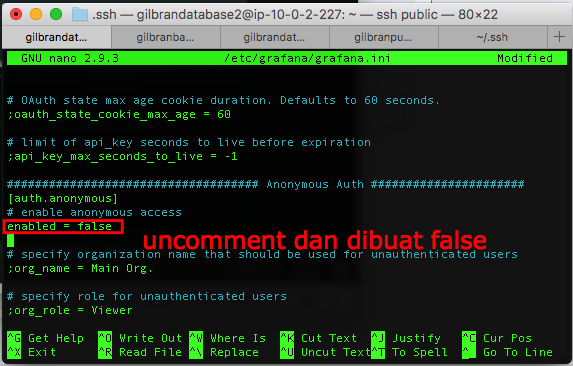 .ssh — gilbrandatabase2@ip-10-0-2-227: ~ — ssh public — 80×22
gilbrandat... gilbranba... gilbrandat... gilbranpu... ~/.ssh +
GNU nano 2.9.3 /etc/grafana/grafana.ini Modified
# OAuth state max age cookie duration. Defaults to 60 seconds.
;oauth_state_cookie_max_age = 60
# limit of api_key seconds to live before expiration
;api_key_max_seconds_to_live = -1
#################################### Anonymous Auth ######################
[auth.anonymous]
# enable anonymous access
enabled = false
uncomment dan dibuat false
# specify organization name that should be used for unauthenticated users
;org_name = Main Org.
# specify role for unauthenticated users
;org_role = Viewer
^G Get Help ^O Write Out ^W Where Is ^K Cut Text ^J Justify ^C Cur Pos
^X Exit ^R Read File ^\ Replace ^U Uncut Text ^T To Spell ^_ Go To Line